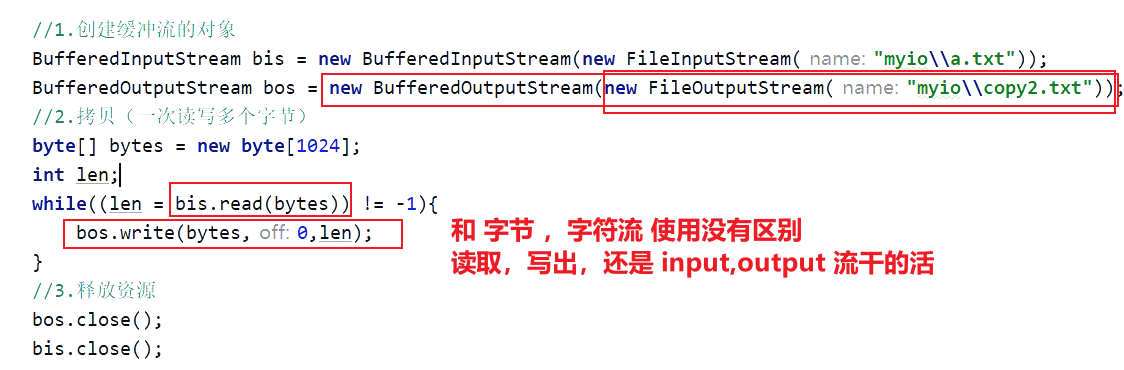 //1.创建缓冲流的对象
BufferedInputStream bis = new BufferedInputStream(new FileInputStream( name: "myio\\a.txt"));
BufferedOutputStream bos = new BufferedOutputStream(new FileOutputStream( name: "myio\\copy2.txt"));
//2.拷贝（一次读写多个字节）
byte[] bytes = new byte[1024];
int len;
while((len = bis.read(bytes)) != -1){
bos.write(bytes, off: 0,len);
和 字节 ，字符流 使用没有区别
}
读取，写出，还是 input,output 流干的活
//3.释放资源
bos.close();
bis.close();